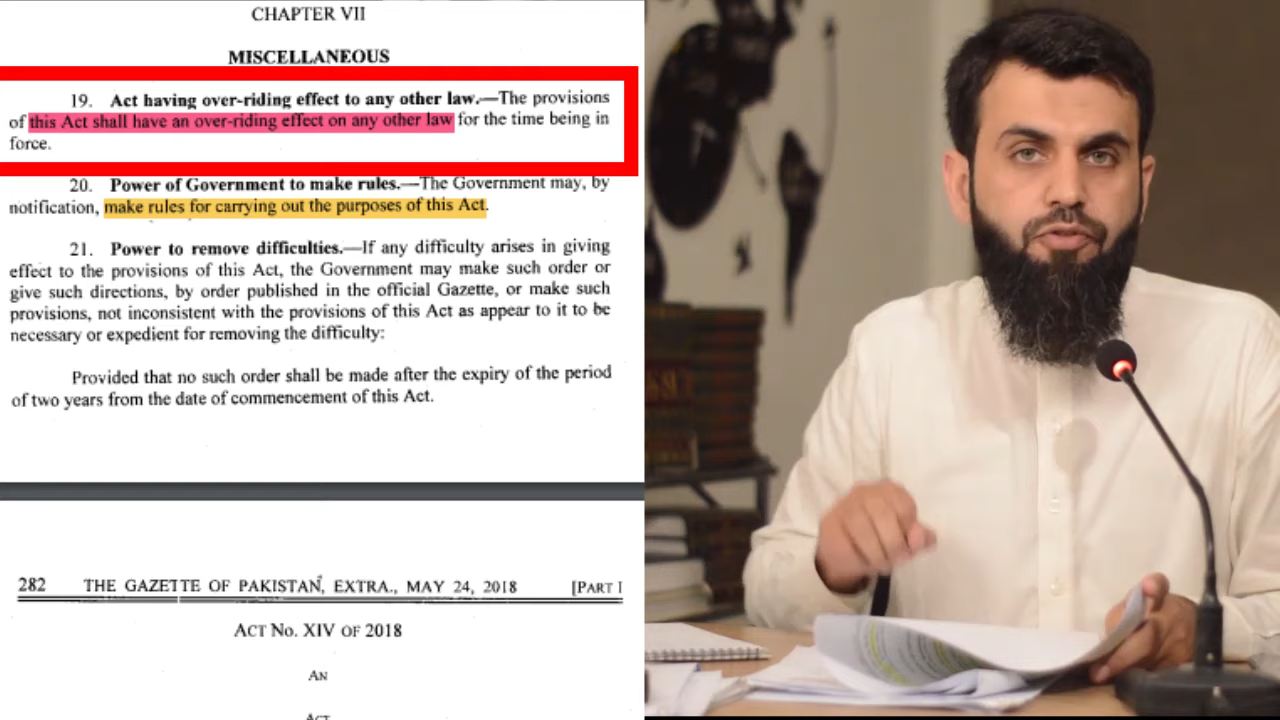 CHAPTER VII
MISCELLANEOUS
19. Act having over-riding effect to any other law.—The provisions
of this Act shall have an over-riding effect on any other law for the time being in
force.
20. Power of Government to make rules.—The Government may, by
notification, make rules for carrying out the purposes of this Act.
21. Power to remove difficulties.—If any difficulty arises in giving
effect to the provisions of this Act, the Government may make such order or
give such directions, by order published in the official Gazette, or make such
provisions, not inconsistent with the provisions of this Act as appear to it to be
necessary or expedient for removing the difficulty:
Provided that no such order shall be made after the expiry of the period
of two years from the date of commencement of this Act.
282 THE GAZETTE OF PAKISTAN, EXTRA., MAY 24, 2018 [PART I
ACT No. XIV OF 2018
AN
ACT